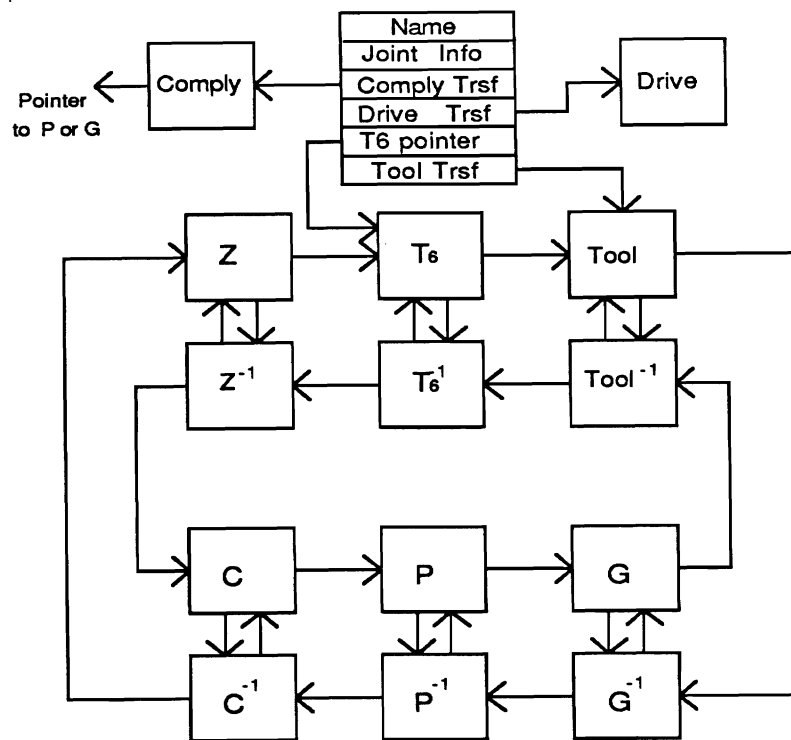 Name
Joint Info
Comply Trsf
Drive Trsf
T6 pointer
Tool Trsf
Comply
Drive
Pointer
to P or G
Z
T6
Tool
Z-1
T6-1
Tool-1
C
P
G
C-1
P-1
G-1